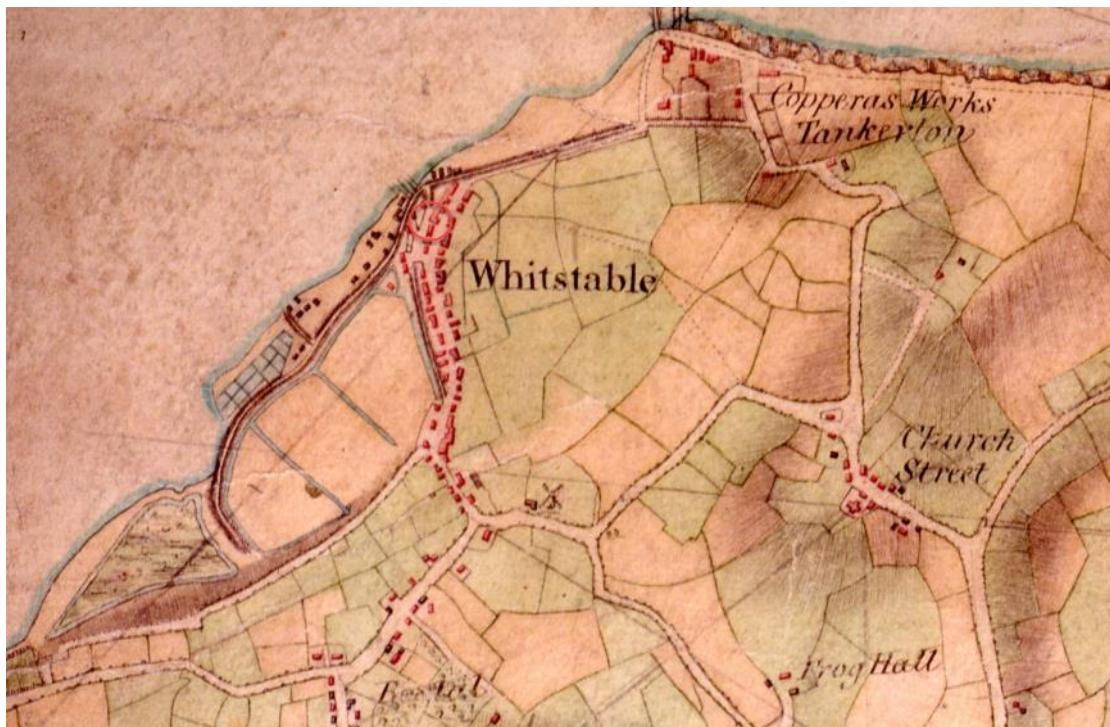 Copperas Works
Tankerton
Whitstable
Church
Street
Frog Hall